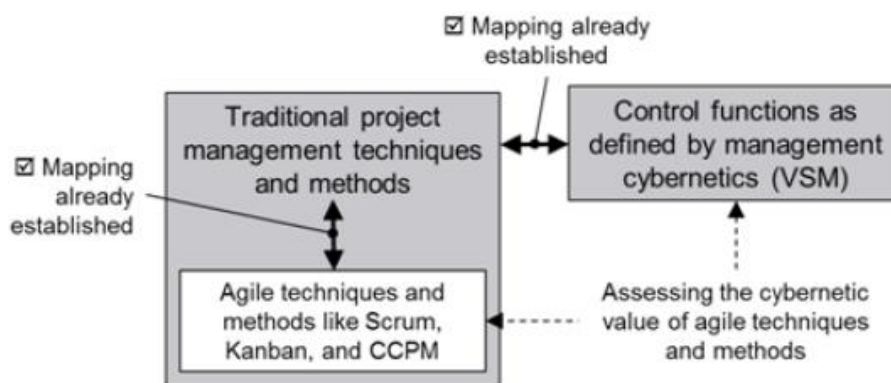 ☑ Mapping already
established
Traditional project
management techniques
and methods
Control functions as
defined by management
cybernetics (VSM)
☑ Mapping
already
established
Agile techniques and
methods like Scrum,
Kanban, and CCPM
Assessing the cybernetic
value of agile techniques
and methods